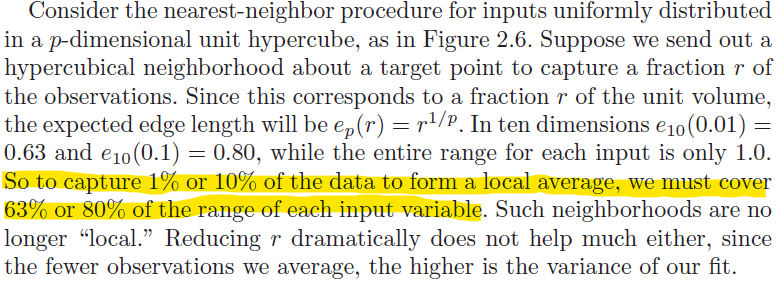 Consider the nearest-neighbor procedure for inputs uniformly distributed
in a p-dimensional unit hypercube, as in Figure 2.6. Suppose we send out a
hypercubical neighborhood about a target point to capture a fraction r of
the observations. Since this corresponds to a fraction r of the unit volume,
the expected edge length will be eₚ(r) = r^{1/p}. In ten dimensions e₁₀(0.01) =
0.63 and e₁₀(0.1) = 0.80, while the entire range for each input is only 1.0.
So to capture 1% or 10% of the data to form a local average, we must cover
63% or 80% of the range of each input variable. Such neighborhoods are no
longer “local.” Reducing r dramatically does not help much either, since
the fewer observations we average, the higher is the variance of our fit.